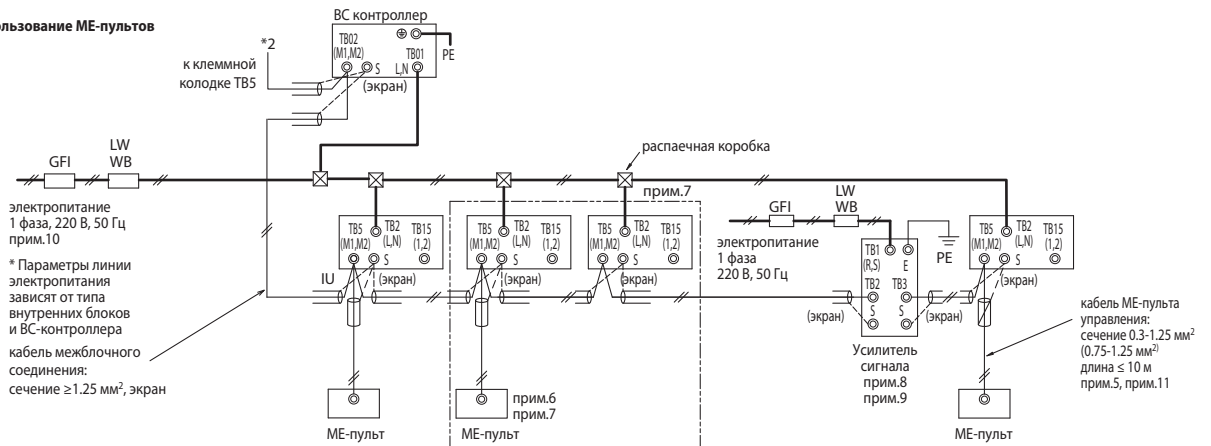 ользование МЕ-пультов
BC контроллер
*2
TB02
(M1,M2)
S
TB01
L,N
PE
(экран)
к клеммной
колодке TB5
GFI
LW
WB
распаечная коробка
прим.7
электропитание
1 фаза, 220 В, 50 Гц
прим.10
* Параметры линии
электропитания
зависят от типа
внутренних блоков
и BC-контроллера
кабель межблочного
соединения:
сечение ≥1.25 мм², экран
TB5
(M1,M2)
TB2
(L,N)
TB15
(1,2)
S
IU
(экран)
TB5
(M1,M2)
TB2
(L,N)
TB15
(1,2)
S
(экран)
TB5
(M1,M2)
TB2
(L,N)
TB15
(1,2)
S
(экран)
GFI
LW
WB
электропитание
1 фаза
220 В, 50 Гц
TB1
(R,S)
E
PE
TB2
TB3
S
S
(экран)
(экран)
Усилитель
сигнала
прим.8
прим.9
TB5
(M1,M2)
TB2
(L,N)
TB15
(1,2)
S
(экран)
кабель МЕ-пульта
управления:
сечение 0.3-1.25 мм²
(0.75-1.25 мм²)
длина ≤ 10 м
прим.5, прим.11
МЕ-пульт
прим.6
прим.7
МЕ-пульт
МЕ-пульт